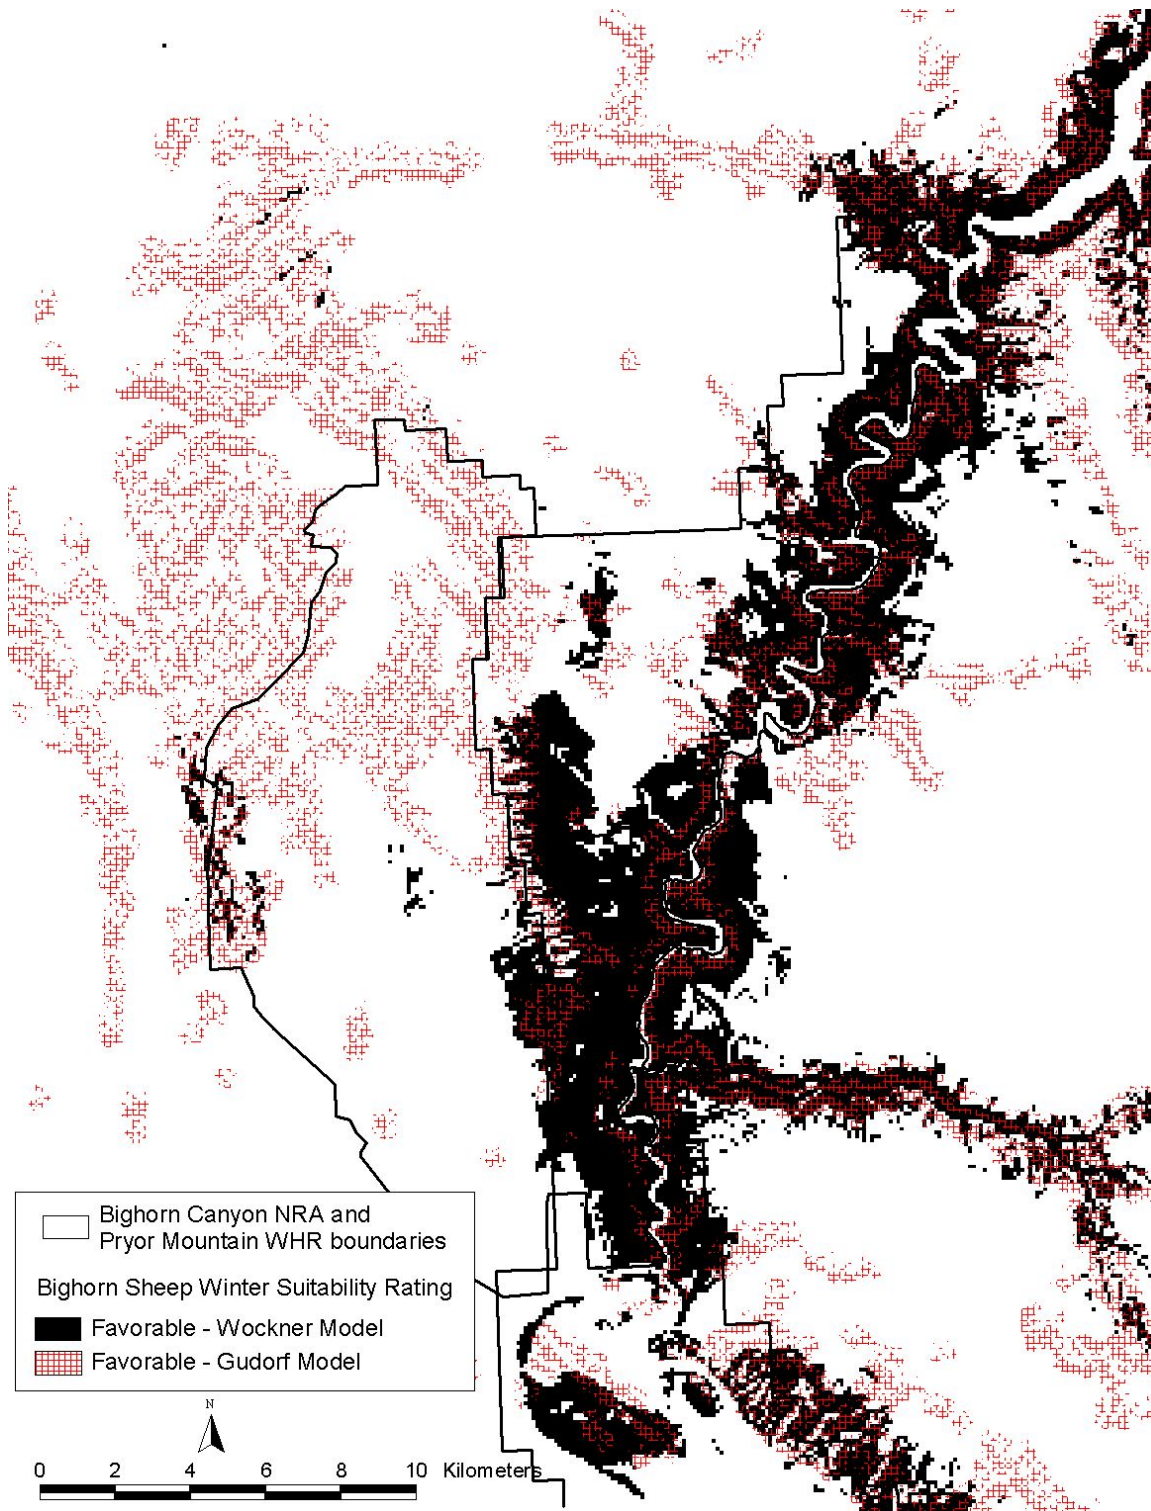 Bighorn Canyon NRA and
Pryor Mountain WHR boundaries
Bighorn Sheep Winter Suitability Rating
Favorable - Wockner Model
Favorable - Gudorf Model
N
0 2 4 6 8 10 Kilometers